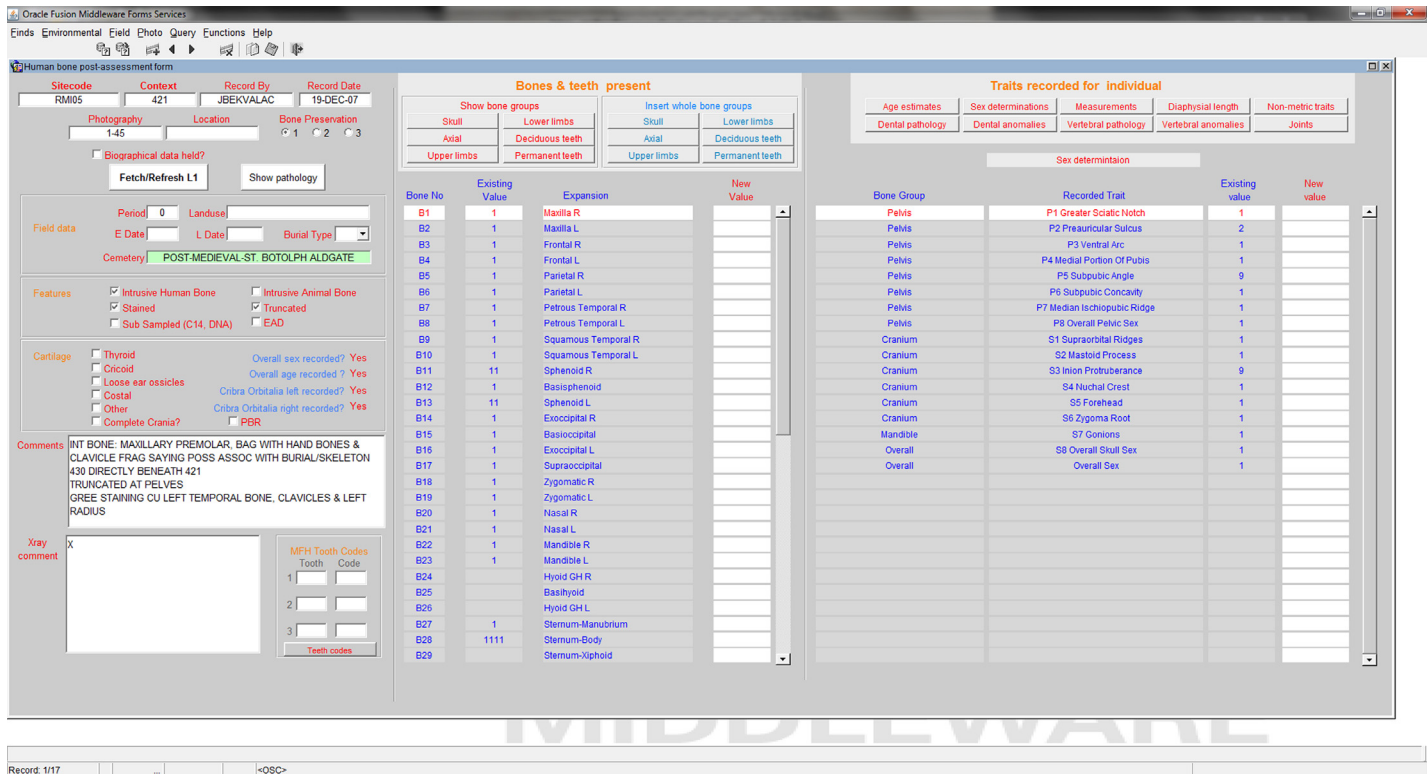 Oracle Fusion Middleware Forms Services
Finds Environmental Field Photo Query Functions Help
Human bone post-assessment form
Sitecode Context Record By Record Date
RMI05 421 JBEKVALAC 19-DEC-07
Photography Location Bone Preservation
1-45 1 2 3
Biographical data held?
Fetch/Refresh L1 Show pathology
Field data
Period 0 Landuse
E Date L Date Burial Type
Cemetery POST-MEDIEVAL-ST. BOTOLPH ALDGATE
Features
Intrusive Human Bone Intrusive Animal Bone
Stained Truncated
Sub Sampled (C14, DNA) EAD
Cartilage
Thyroid
Cricoid
Loose ear ossicles
Costal
Other
Complete Crania? PBR
Overall sex recorded? Yes
Overall age recorded ? Yes
Cribra Orbitalia left recorded? Yes
Cribra Orbitalia right recorded? Yes
Comments
INT BONE: MAXILLARY PREMOLAR, BAG WITH HAND BONES &
CLAVICLE FRAG SAYING POSS ASSOC WITH BURIAL/SKELETON
430 DIRECTLY BENEATH 421
TRUNCATED AT PELVES
GREE STAINING CU LEFT TEMPORAL BONE, CLAVICLES & LEFT
RADIUS
Xray
comment
X
MFH Tooth Codes
Tooth Code
1
2
3
Teeth codes
Bones & teeth present
Show bone groups Insert whole bone groups
Skull Lower limbs Skull Lower limbs
Axial Deciduous teeth Axial Deciduous teeth
Upper limbs Permanent teeth Upper limbs Permanent teeth
Bone No Existing Value Expansion New Value
B1 1 Maxilla R
B2 1 Maxilla L
B3 1 Frontal R
B4 1 Frontal L
B5 1 Parietal R
B6 1 Parietal L
B7 1 Petrous Temporal R
B8 1 Petrous Temporal L
B9 1 Squamous Temporal R
B10 1 Squamous Temporal L
B11 11 Sphenoid R
B12 1 Basisphenoid
B13 11 Sphenoid L
B14 1 Exoccipital R
B15 1 Basioccipital
B16 1 Exoccipital L
B17 1 Supraoccipital
B18 1 Zygomatic R
B19 1 Zygomatic L
B20 1 Nasal R
B21 1 Nasal L
B22 1 Mandible R
B23 1 Mandible L
B24 Hyoid GH R
B25 Basihyoid
B26 Hyoid GH L
B27 1 Sternum-Manubrium
B28 1111 Sternum-Body
B29 Sternum-Xiphoid
Traits recorded for individual
Age estimates Sex determinations Measurements Diaphysial length Non-metric traits
Dental pathology Dental anomalies Vertebral pathology Vertebral anomalies Joints
Sex determintaion
Bone Group Recorded Trait Existing value New value
Pelvis P1 Greater Sciatic Notch 1
Pelvis P2 Preauricular Sulcus 2
Pelvis P3 Ventral Arc 1
Pelvis P4 Medial Portion Of Pubis 1
Pelvis P5 Subpubic Angle 9
Pelvis P6 Subpubic Concavity 1
Pelvis P7 Median Ischiopubic Ridge 1
Pelvis P8 Overall Pelvic Sex 1
Cranium S1 Supraorbital Ridges 1
Cranium S2 Mastoid Process 1
Cranium S3 Inion Protruberance 9
Cranium S4 Nuchal Crest 1
Cranium S5 Forehead 1
Cranium S6 Zygoma Root 1
Mandible S7 Gonions 1
Overall S8 Overall Skull Sex 1
Overall Overall Sex 1
MIDDLEWARE
Record: 1/17 ... <OSC>